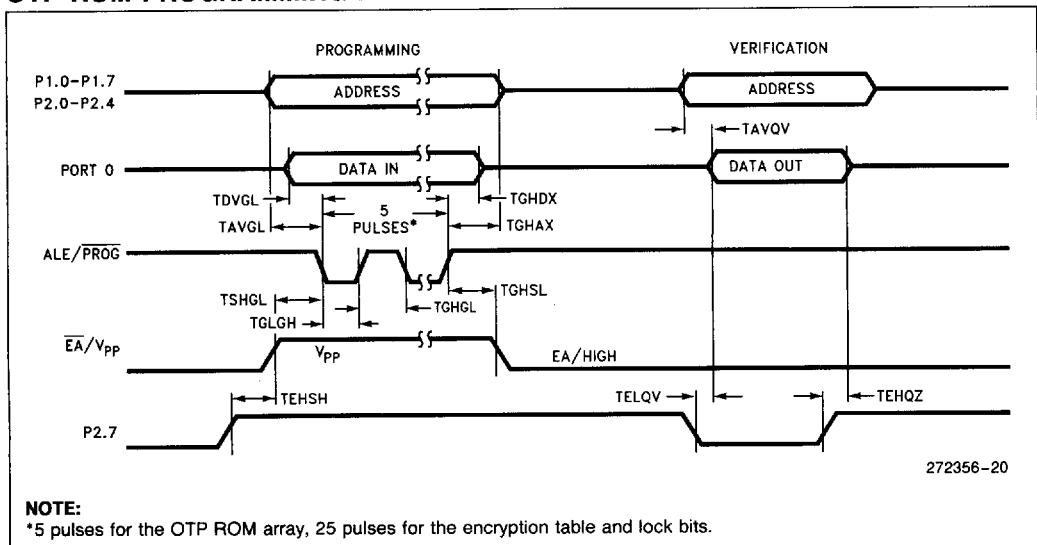 PROGRAMMING
VERIFICATION
P1.0-P1.7
P2.0-P2.4
ADDRESS
ADDRESS
TAVQV
PORT 0
DATA IN
DATA OUT
TDVGL
5
PULSES*
TGHDX
TAVGL
TGHAX
ALE/PROG
TSHGL
TGHGL
TGHSL
TGLGH
EA/VPP
VPP
EA/HIGH
TEHSH
TELQV
TEHQZ
P2.7
272356-20
NOTE:
*5 pulses for the OTP ROM array, 25 pulses for the encryption table and lock bits.